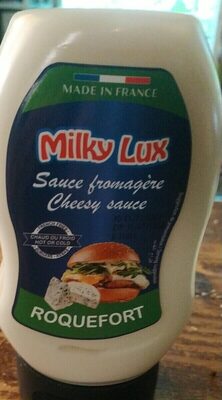 MADE IN FRANCE
Milky Lux
Sauce fromagère
Cheesy sauce
CHAUD OU FROID
HOT OR COLD
ROQUEFORT